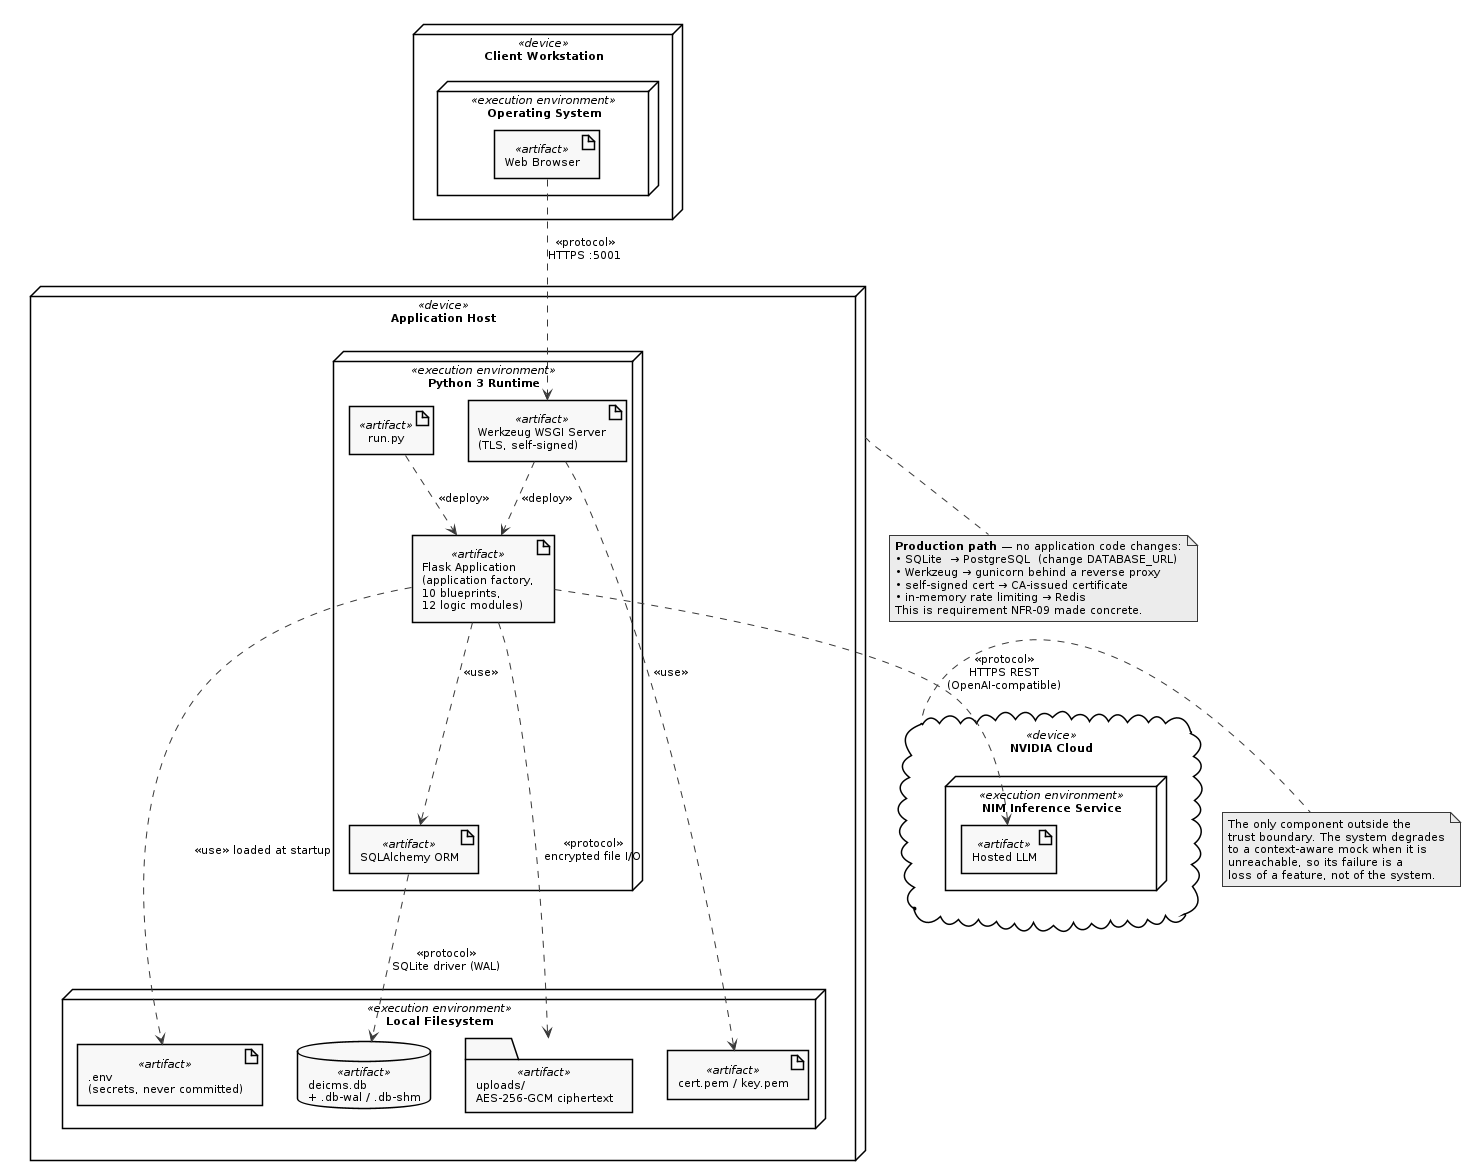 «device»
Client Workstation
«execution environment»
Operating System
«artifact»
Web Browser
«protocol»
HTTPS :5001
«device»
Application Host
«execution environment»
Python 3 Runtime
«artifact»
run.py
«artifact»
Werkzeug WSGI Server
(TLS, self-signed)
«deploy»
«deploy»
«artifact»
Flask Application
(application factory,
10 blueprints,
12 logic modules)
Production path — no application code changes:
• SQLite → PostgreSQL (change DATABASE_URL)
• Werkzeug → gunicorn behind a reverse proxy
• self-signed cert → CA-issued certificate
• in-memory rate limiting → Redis
This is requirement NFR-09 made concrete.
«use»
«use»
«protocol»
HTTPS REST
(OpenAI-compatible)
«device»
NVIDIA Cloud
«execution environment»
NIM Inference Service
«artifact»
Hosted LLM
The only component outside the
trust boundary. The system degrades
to a context-aware mock when it is
unreachable, so its failure is a
loss of a feature, not of the system.
«use» loaded at startup
«artifact»
SQLAlchemy ORM
«protocol»
encrypted file I/O
«protocol»
SQLite driver (WAL)
«execution environment»
Local Filesystem
«artifact»
.env
(secrets, never committed)
«artifact»
deicms.db
+ .db-wal / .db-shm
«artifact»
uploads/
AES-256-GCM ciphertext
«artifact»
cert.pem / key.pem